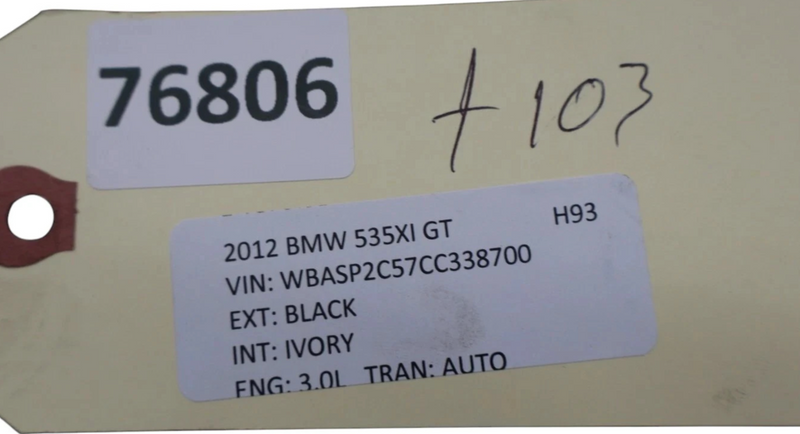 76806
+103
2012 BMW 535XI GT H93
VIN: WBASP2C57CC338700
EXT: BLACK
INT: IVORY
ENG: 3.0L TRAN: AUTO